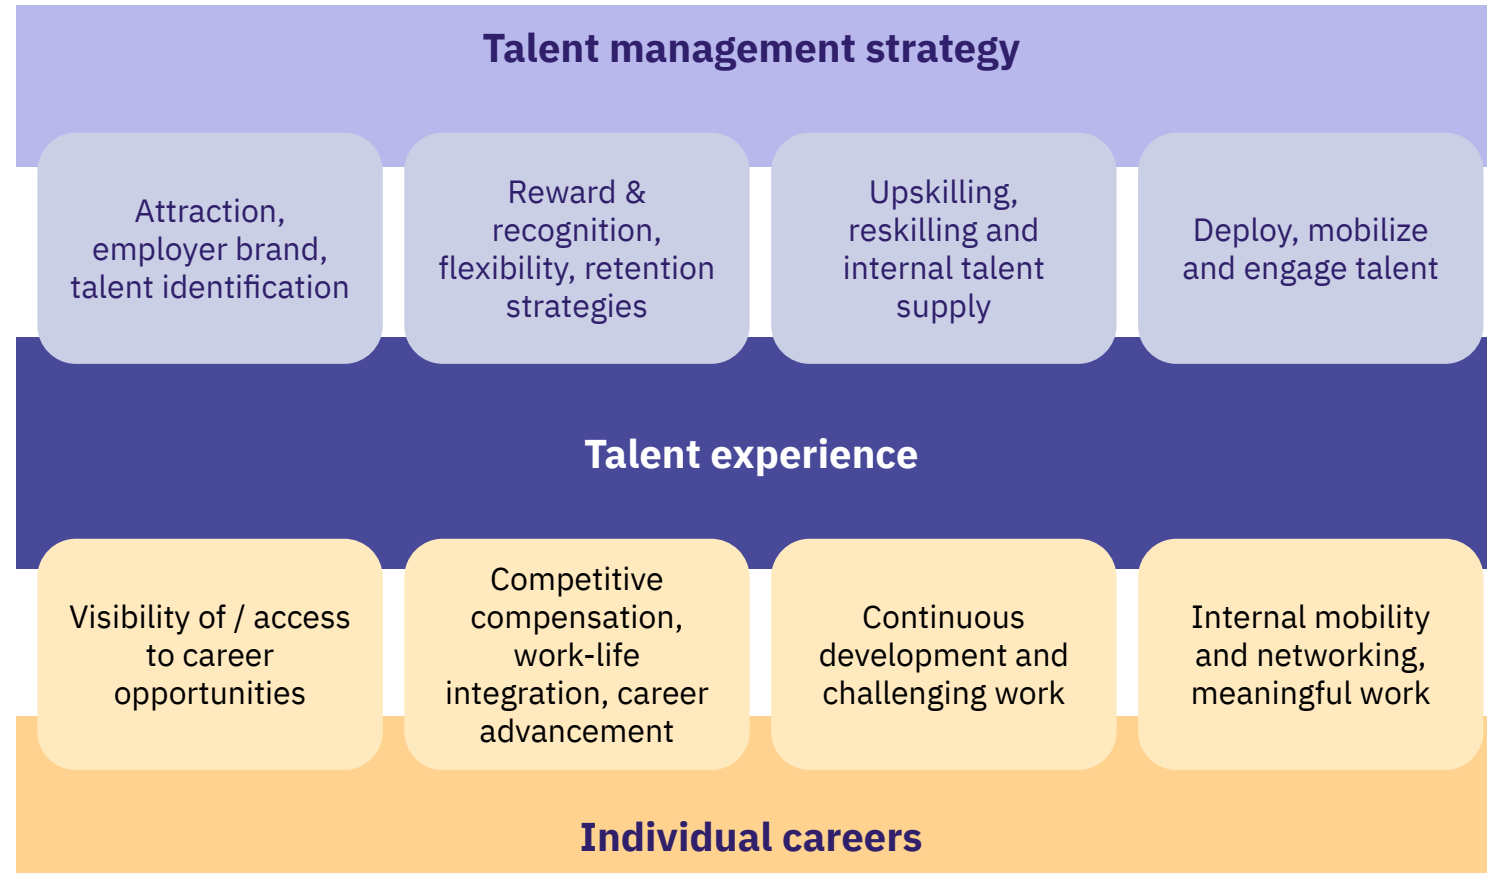 Talent management strategy
Attraction,
employer brand,
talent identification
Reward &
recognition,
flexibility, retention
strategies
Upskilling,
reskilling and
internal talent
supply
Deploy, mobilize
and engage talent
Talent experience
Visibility of / access
to career
opportunities
Competitive
compensation,
work-life
integration, career
advancement
Continuous
development and
challenging work
Internal mobility
and networking,
meaningful work
Individual careers